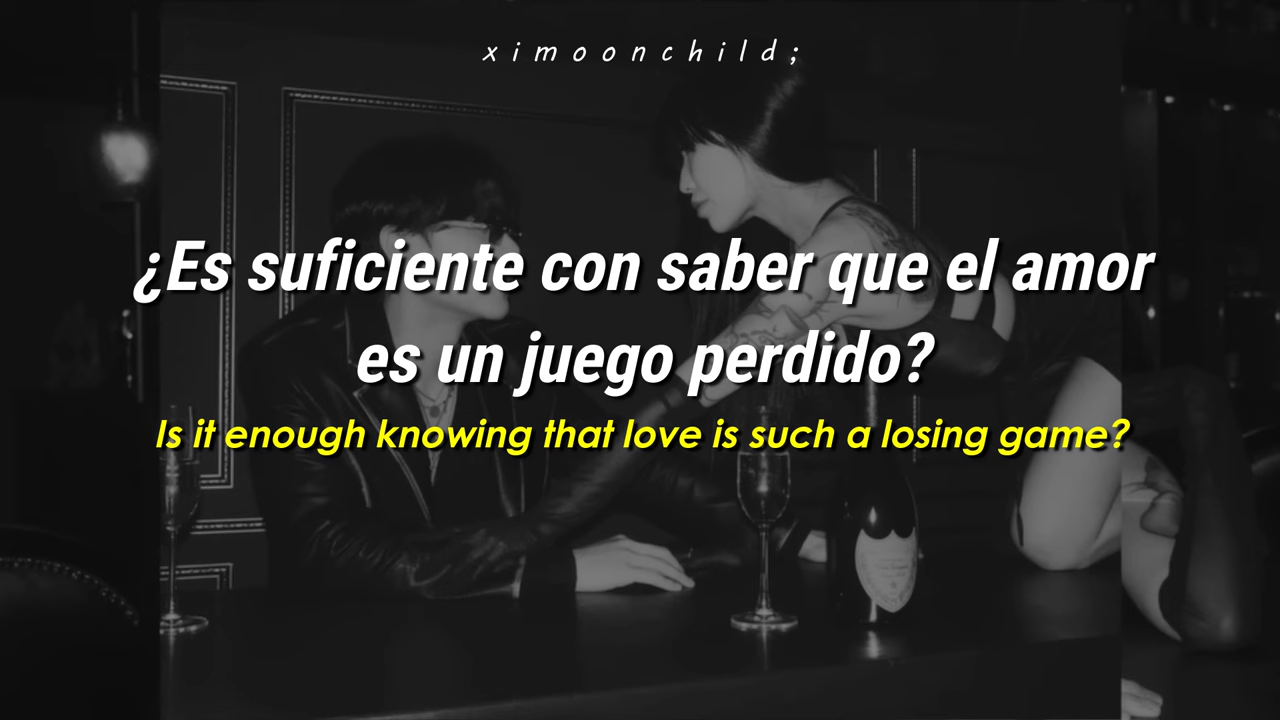 ximoonchild;
¿Es suficiente con saber que el amor
es un juego perdido?
Is it enough knowing that love is such a losing game?